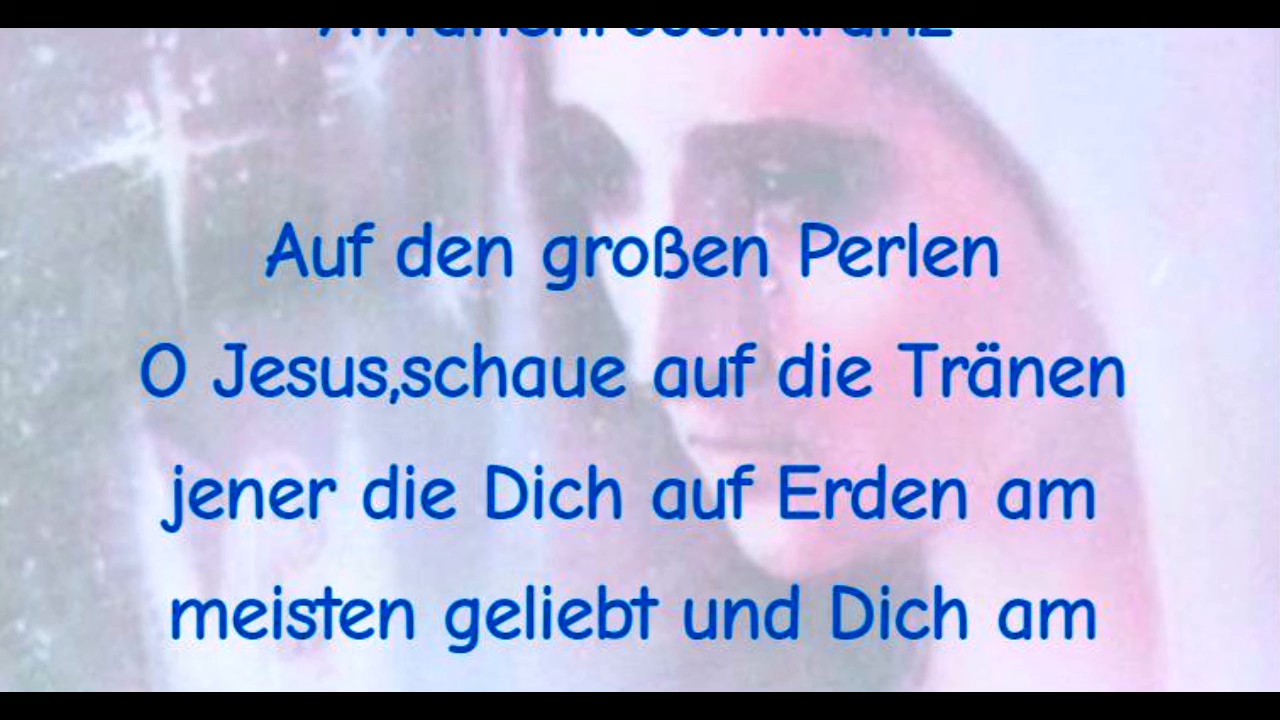 Auf den großen Perlen
O Jesus,schaue auf die Tränen
jener die Dich auf Erden am
meisten geliebt und Dich am